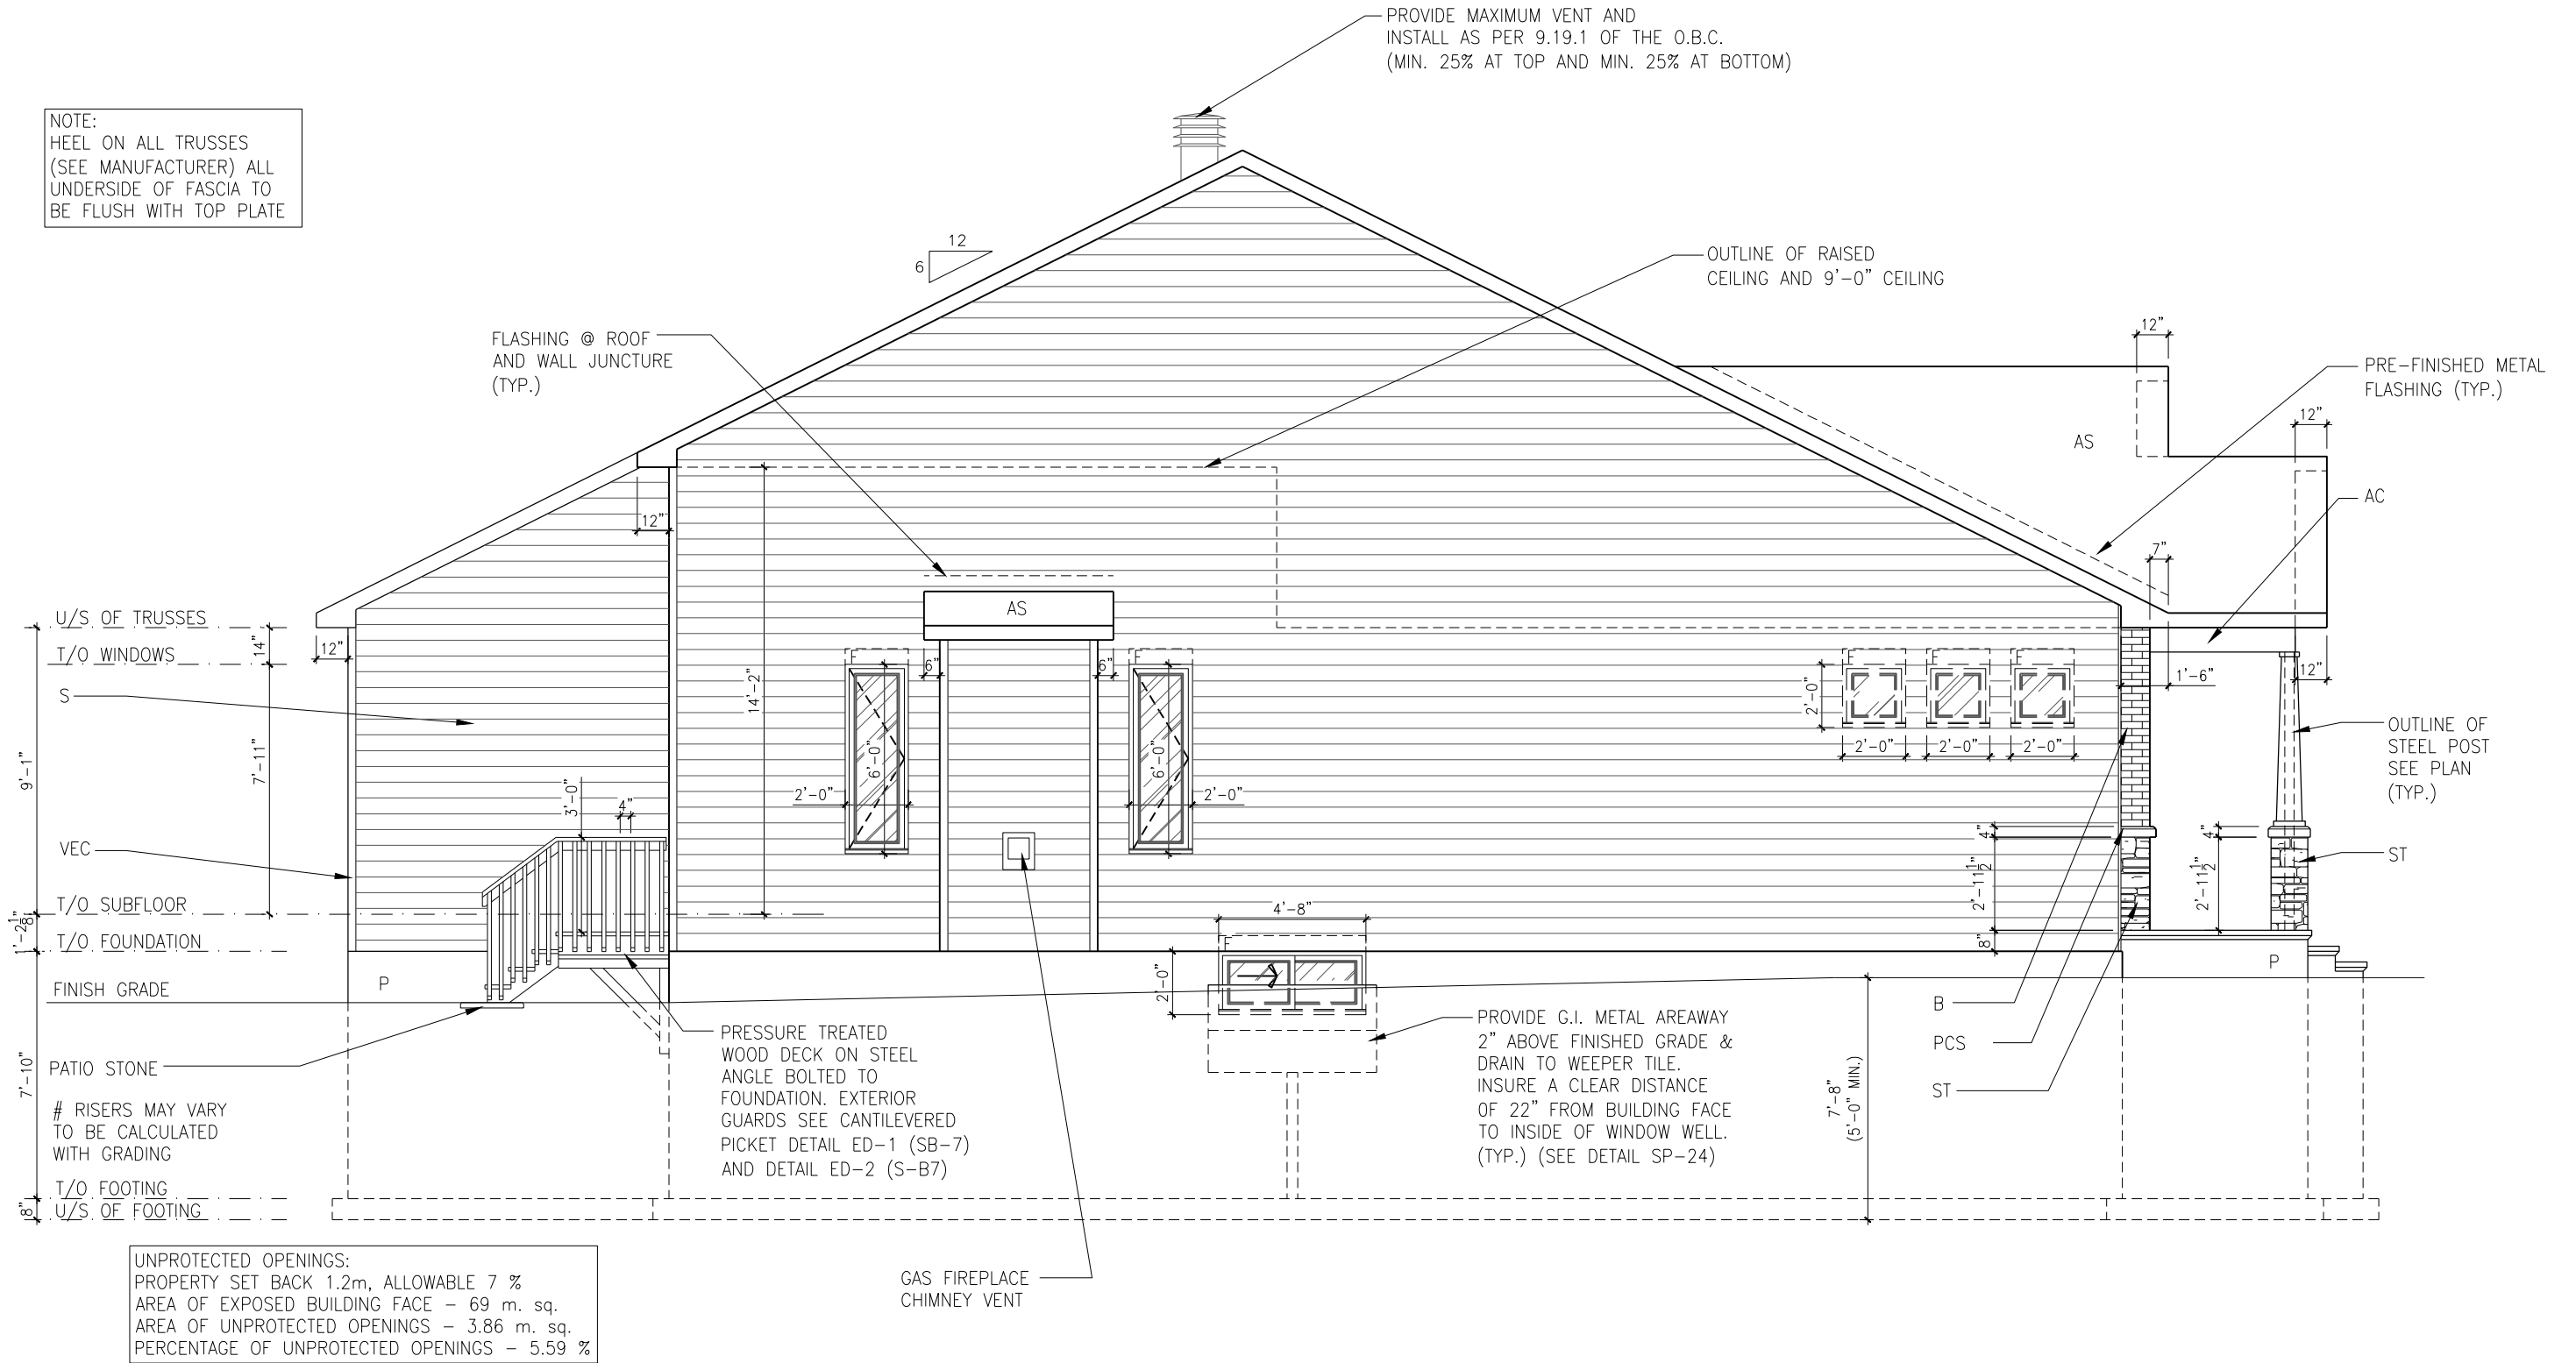 PROVIDE MAXIMUM VENT AND
INSTALL AS PER 9.19.1 OF THE O.B.C.
(MIN. 25% AT TOP AND MIN. 25% AT BOTTOM)
NOTE:
HEEL ON ALL TRUSSES
(SEE MANUFACTURER) ALL
UNDERSIDE OF FASCIA TO
BE FLUSH WITH TOP PLATE
12
6
OUTLINE OF RAISED
CEILING AND 9'-0" CEILING
FLASHING @ ROOF
AND WALL JUNCTURE
(TYP.)
12"
PRE-FINISHED METAL
FLASHING (TYP.)
12"
AS
AC
12"
7"
AS
U/S OF TRUSSES
14"
12"
T/O WINDOWS
S
9'-1"
7'-11"
14'-2"
6"
6"
6'-0"
6'-0"
2'-0"
2'-0"
2'-0"
2'-0"
2'-0"
2'-0"
1'-6"
12"
OUTLINE OF
STEEL POST
SEE PLAN
(TYP.)
3'-0"
4"
VEC
4"
4"
ST
2'-11 1/2"
2'-11 1/2"
T/O SUBFLOOR
1'-2 1/8"
T/O FOUNDATION
4'-8"
8"
P
P
FINISH GRADE
2'-0"
B
PCS
ST
PATIO STONE
7'-10"
# RISERS MAY VARY
TO BE CALCULATED
WITH GRADING
PRESSURE TREATED
WOOD DECK ON STEEL
ANGLE BOLTED TO
FOUNDATION. EXTERIOR
GUARDS SEE CANTILEVERED
PICKET DETAIL ED-1 (SB-7)
AND DETAIL ED-2 (S-B7)
PROVIDE G.I. METAL AREAWAY
2" ABOVE FINISHED GRADE &
DRAIN TO WEEPER TILE.
INSURE A CLEAR DISTANCE
OF 22" FROM BUILDING FACE
TO INSIDE OF WINDOW WELL.
(TYP.) (SEE DETAIL SP-24)
7'-8"
(5'-0" MIN.)
T/O FOOTING
8"
U/S OF FOOTING
GAS FIREPLACE
CHIMNEY VENT
UNPROTECTED OPENINGS:
PROPERTY SET BACK 1.2m, ALLOWABLE 7 %
AREA OF EXPOSED BUILDING FACE - 69 m. sq.
AREA OF UNPROTECTED OPENINGS - 3.86 m. sq.
PERCENTAGE OF UNPROTECTED OPENINGS - 5.59 %